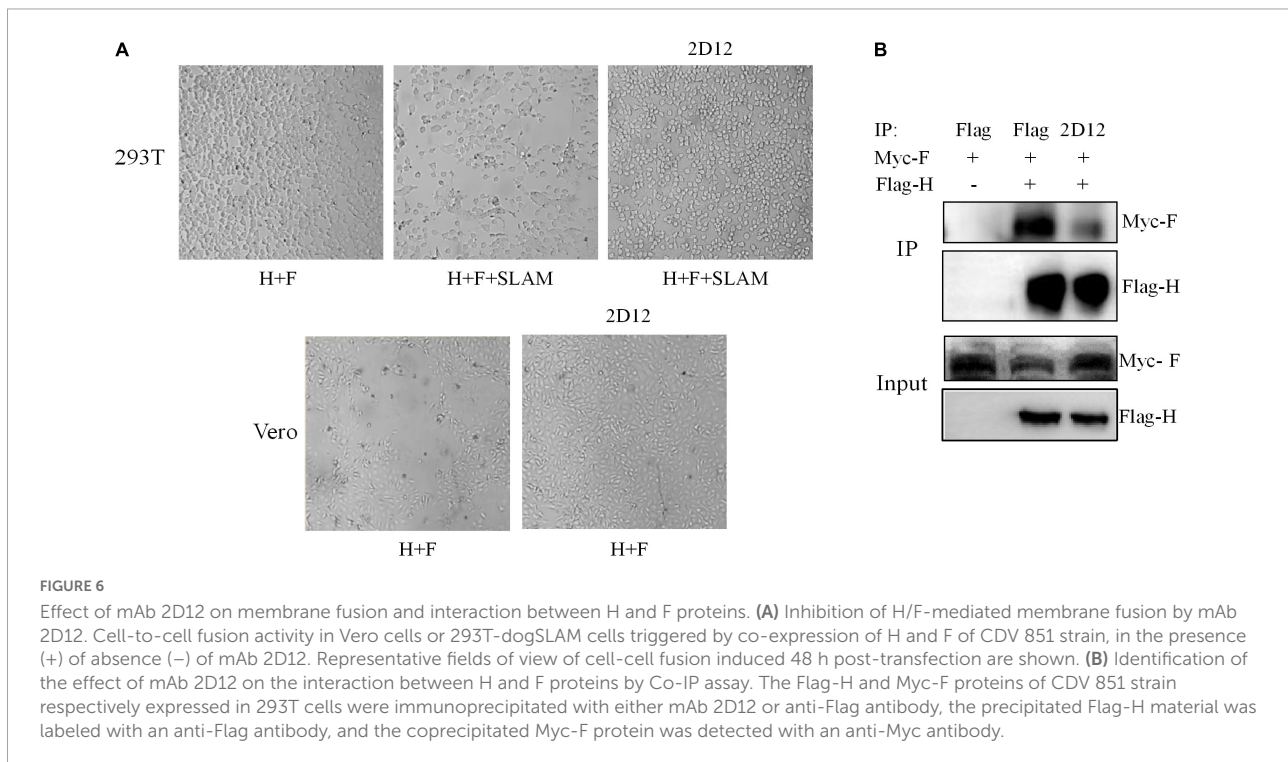 A
2D12
293T
H+F
H+F+SLAM
H+F+SLAM
2D12
Vero
H+F
H+F
B
IP: Flag Flag 2D12
Myc-F + + +
Flag-H - + +
Myc-F
IP
Flag-H
Myc- F
Input
Flag-H
FIGURE 6
Effect of mAb 2D12 on membrane fusion and interaction between H and F proteins. (A) Inhibition of H/F-mediated membrane fusion by mAb
2D12. Cell-to-cell fusion activity in Vero cells or 293T-dogSLAM cells triggered by co-expression of H and F of CDV 851 strain, in the presence
(+) of absence (−) of mAb 2D12. Representative fields of view of cell-cell fusion induced 48 h post-transfection are shown. (B) Identification of
the effect of mAb 2D12 on the interaction between H and F proteins by Co-IP assay. The Flag-H and Myc-F proteins of CDV 851 strain
respectively expressed in 293T cells were immunoprecipitated with either mAb 2D12 or anti-Flag antibody, the precipitated Flag-H material was
labeled with an anti-Flag antibody, and the coprecipitated Myc-F protein was detected with an anti-Myc antibody.